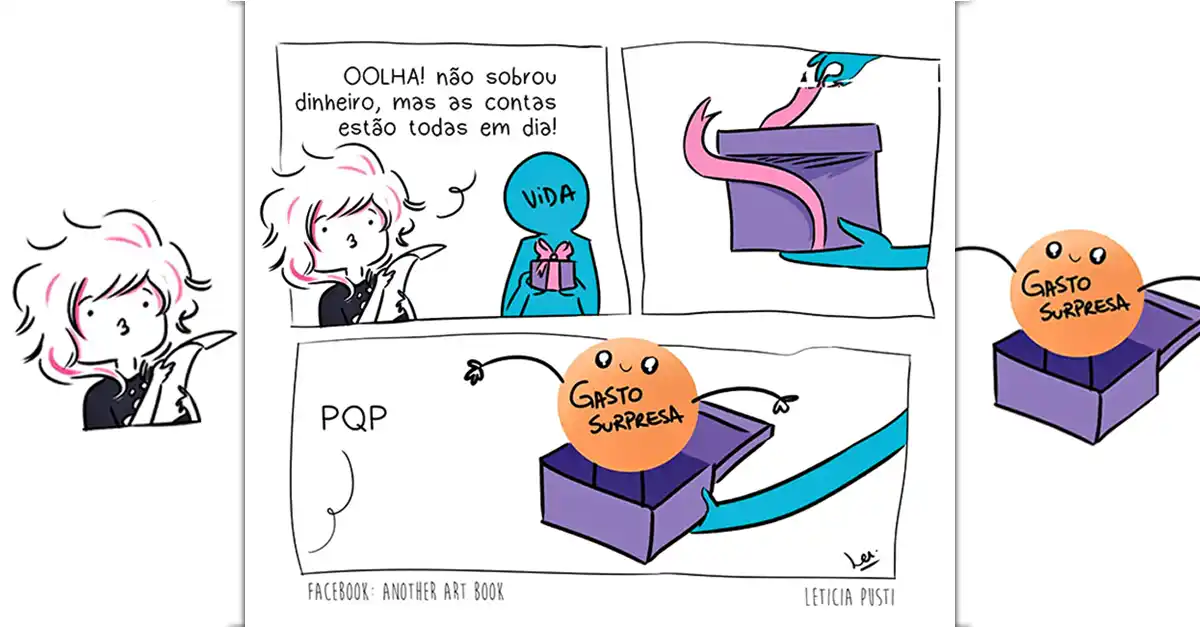 OOLHA! não sobrou
dinheiro, mas as contas
estão todas em dia!
ViDA
PQP
GASTO
SURPRESA
Lei.
FACEBOOK: ANOTHER ART BOOK
LETICIA PUSTI
GASTO
SURPRESA